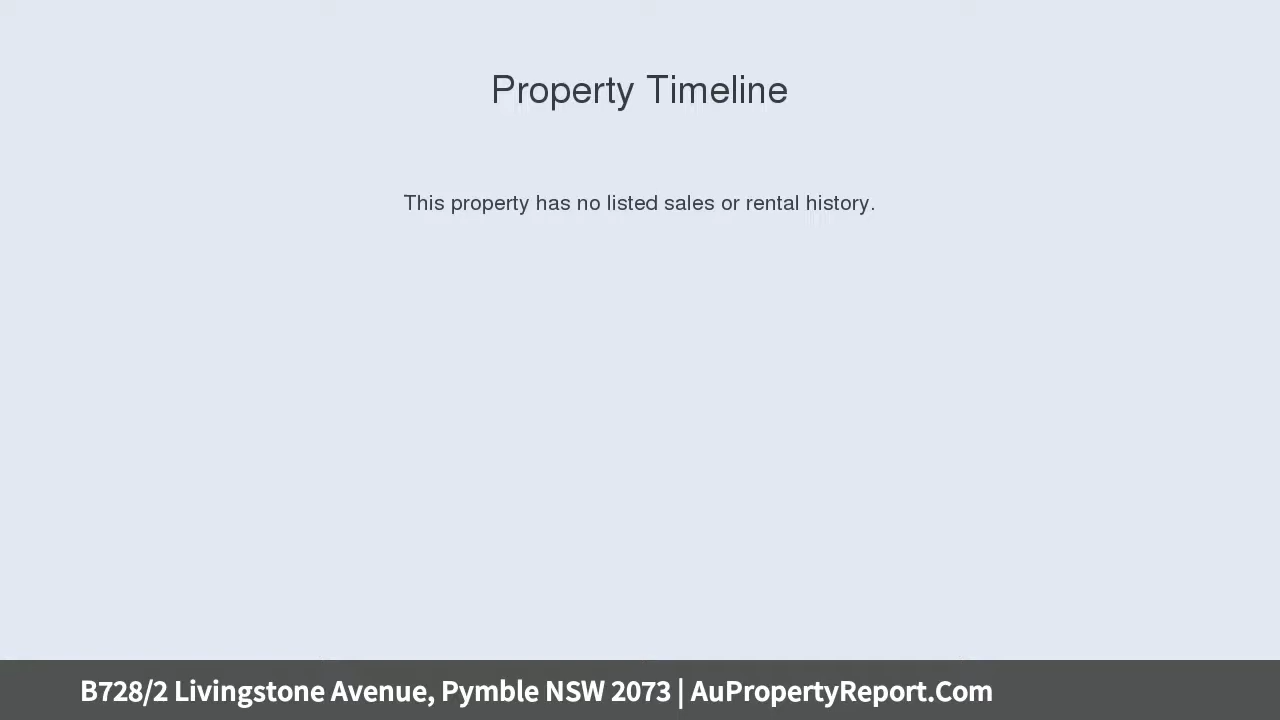 Property Timeline
This property has no listed sales or rental history.
B728/2 Livingstone Avenue, Pymble NSW 2073 | AuPropertyReport.Com